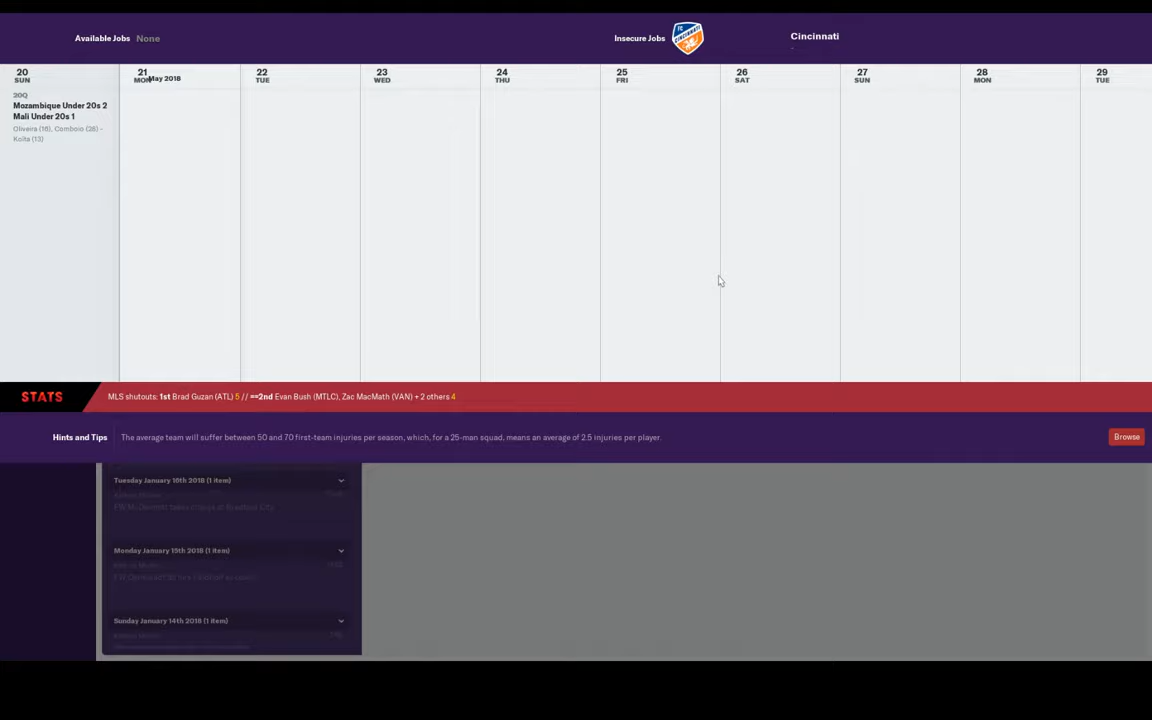 Available Jobs None
Insecure Jobs
FC CINCINNATI
Cincinnati
20 SUN
21 MON
May 2018
22 TUE
23 WED
24 THU
25 FRI
26 SAT
27 SUN
28 MON
29 TUE
20Q
Mozambique Under 20s 2
Mali Under 20s 1
Oliveira (18), Comboio (28) -
Koita (13)
STATS
MLS shutouts: 1st Brad Guzan (ATL) 5 // ==2nd Evan Bush (MTLC), Zac MacMath (VAN) + 2 others 4
Hints and Tips
The average team will suffer between 50 and 70 first-team injuries per season, which, for a 25-man squad, means an average of 2.5 injuries per player.
Browse
Tuesday January 16th 2018 (1 item)
Monday January 15th 2018 (1 item)
Sunday January 14th 2018 (1 item)